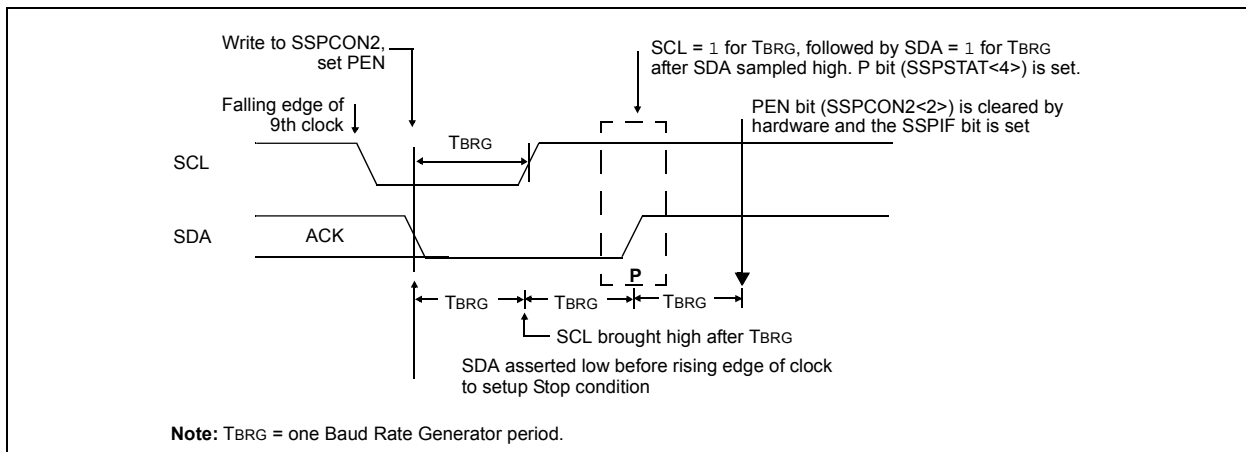 Write to SSPCON2,
set PEN
SCL = 1 for TBRG, followed by SDA = 1 for TBRG
after SDA sampled high. P bit (SSPSTAT<4>) is set.
Falling edge of
9th clock
PEN bit (SSPCON2<2>) is cleared by
hardware and the SSPIF bit is set
TBRG
SCL
SDA
ACK
P
TBRG
TBRG
TBRG
SCL brought high after TBRG
SDA asserted low before rising edge of clock
to setup Stop condition
Note: TBRG = one Baud Rate Generator period.